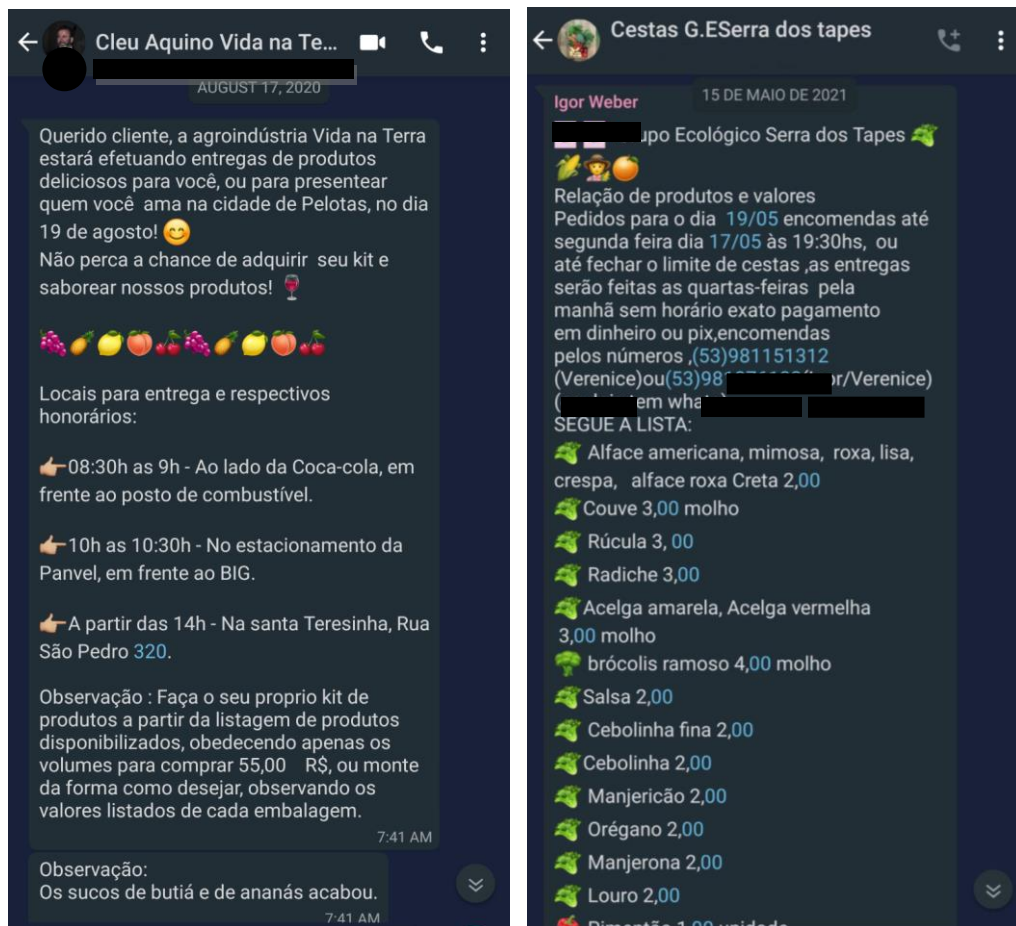 Cleu Aquino Vida na Te...
AUGUST 17, 2020
Querido cliente, a agroindústria Vida na Terra
estará efetuando entregas de produtos
deliciosos para você, ou para presentear
quem você ama na cidade de Pelotas, no dia
19 de agosto! 😊
Não perca a chance de adquirir seu kit e
saborear nossos produtos! 🍷
🍇🍍🍋🍑🍒🍇🍍🍋🍑🍒
Locais para entrega e respectivos
honorários:
👉08:30h as 9h - Ao lado da Coca-cola, em
frente ao posto de combustível.
👉10h as 10:30h - No estacionamento da
Panvel, em frente ao BIG.
👉A partir das 14h - Na santa Teresinha, Rua
São Pedro 320.
Observação : Faça o seu proprio kit de
produtos a partir da listagem de produtos
disponibilizados, obedecendo apenas os
volumes para comprar 55,00 R$, ou monte
da forma como desejar, observando os
valores listados de cada embalagem.
7:41 AM
Observação:
Os sucos de butiá e de ananás acabou.
7:41 AM
Cestas G.ESerra dos tapes
15 DE MAIO DE 2021
Igor Weber
upo Ecológico Serra dos Tapes 🥬
🌽👩‍🌾🍊
Relação de produtos e valores
Pedidos para o dia 19/05 encomendas até
segunda feira dia 17/05 às 19:30hs, ou
até fechar o limite de cestas ,as entregas
serão feitas as quartas-feiras pela
manhã sem horário exato pagamento
em dinheiro ou pix,encomendas
pelos números ,(53)981151312
(Verenice)ou(53)98 or/Verenice)
( tem what
SEGUE A LISTA:
🥬 Alface americana, mimosa, roxa, lisa,
crespa, alface roxa Creta 2,00
🥬Couve 3,00 molho
🥬 Rúcula 3, 00
🥬 Radiche 3,00
🥬Acelga amarela, Acelga vermelha
3,00 molho
🥦 brócolis ramoso 4,00 molho
🥬Salsa 2,00
🥬 Cebolinha fina 2,00
🥬Cebolinha 2,00
🥬 Manjericão 2,00
🥬 Orégano 2,00
🥬 Manjerona 2,00
🥬 Louro 2,00
Pimentão 1,00 unidade